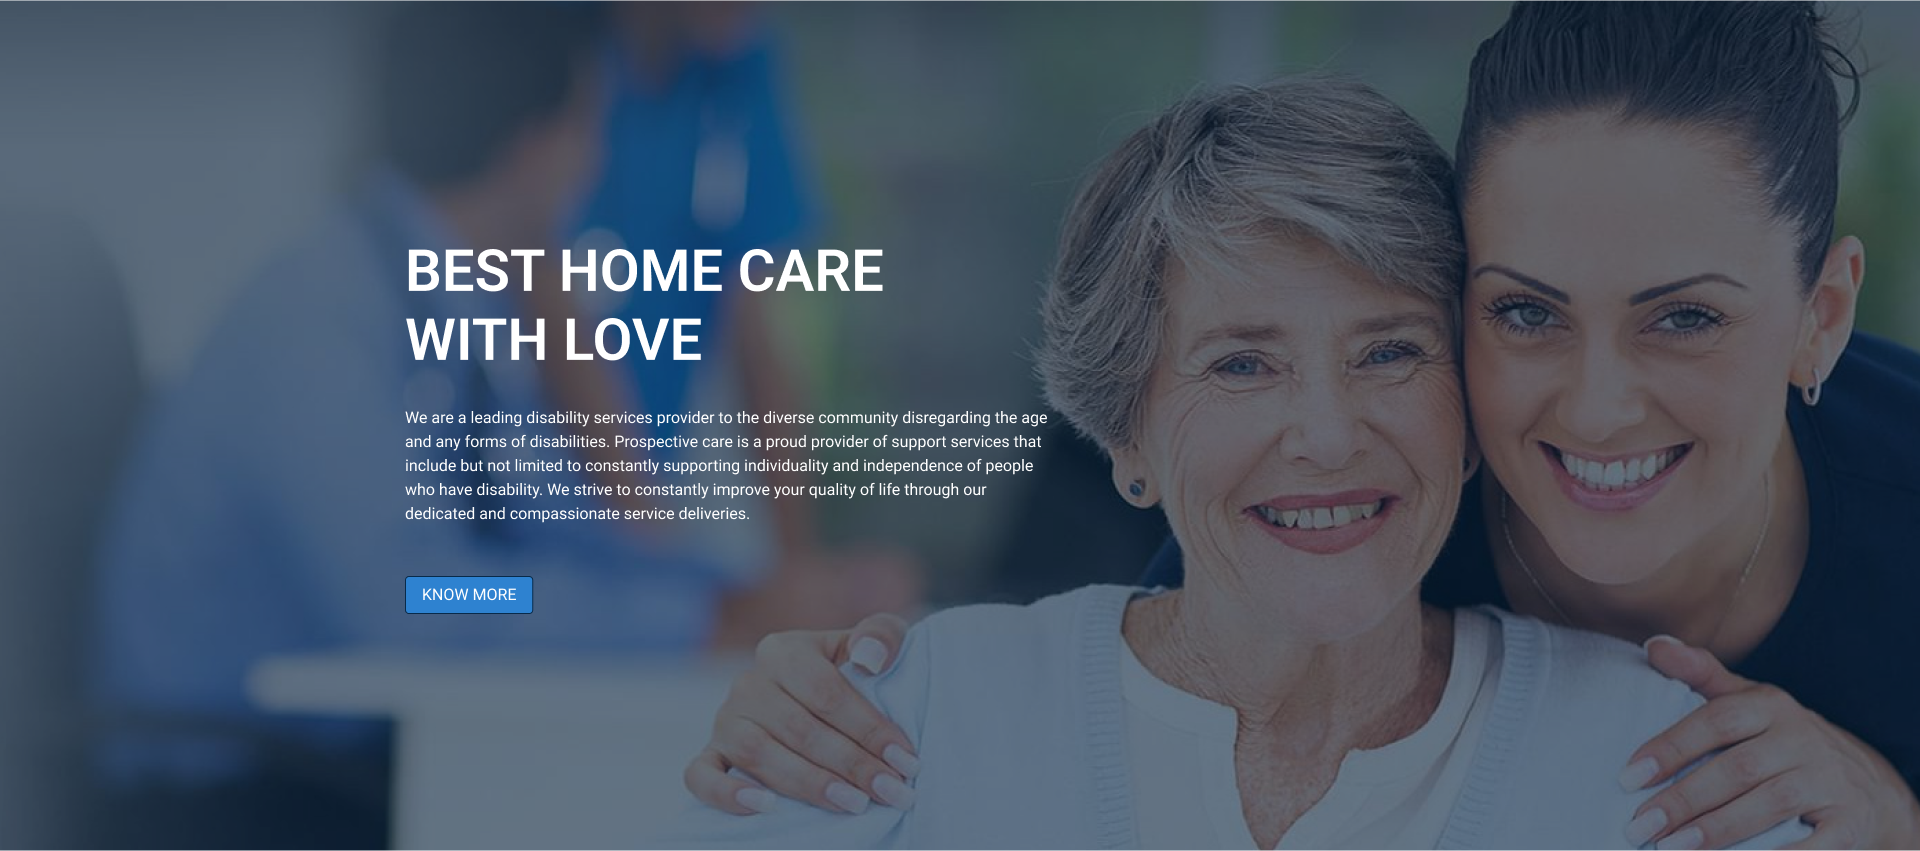 BEST HOME CARE
WITH LOVE
We are a leading disability services provider to the diverse community disregarding the age
and any forms of disabilities. Prospective care is a proud provider of support services that
include but not limited to constantly supporting individuality and independence of people
who have disability. We strive to constantly improve your quality of life through our
dedicated and compassionate service deliveries.
KNOW MORE